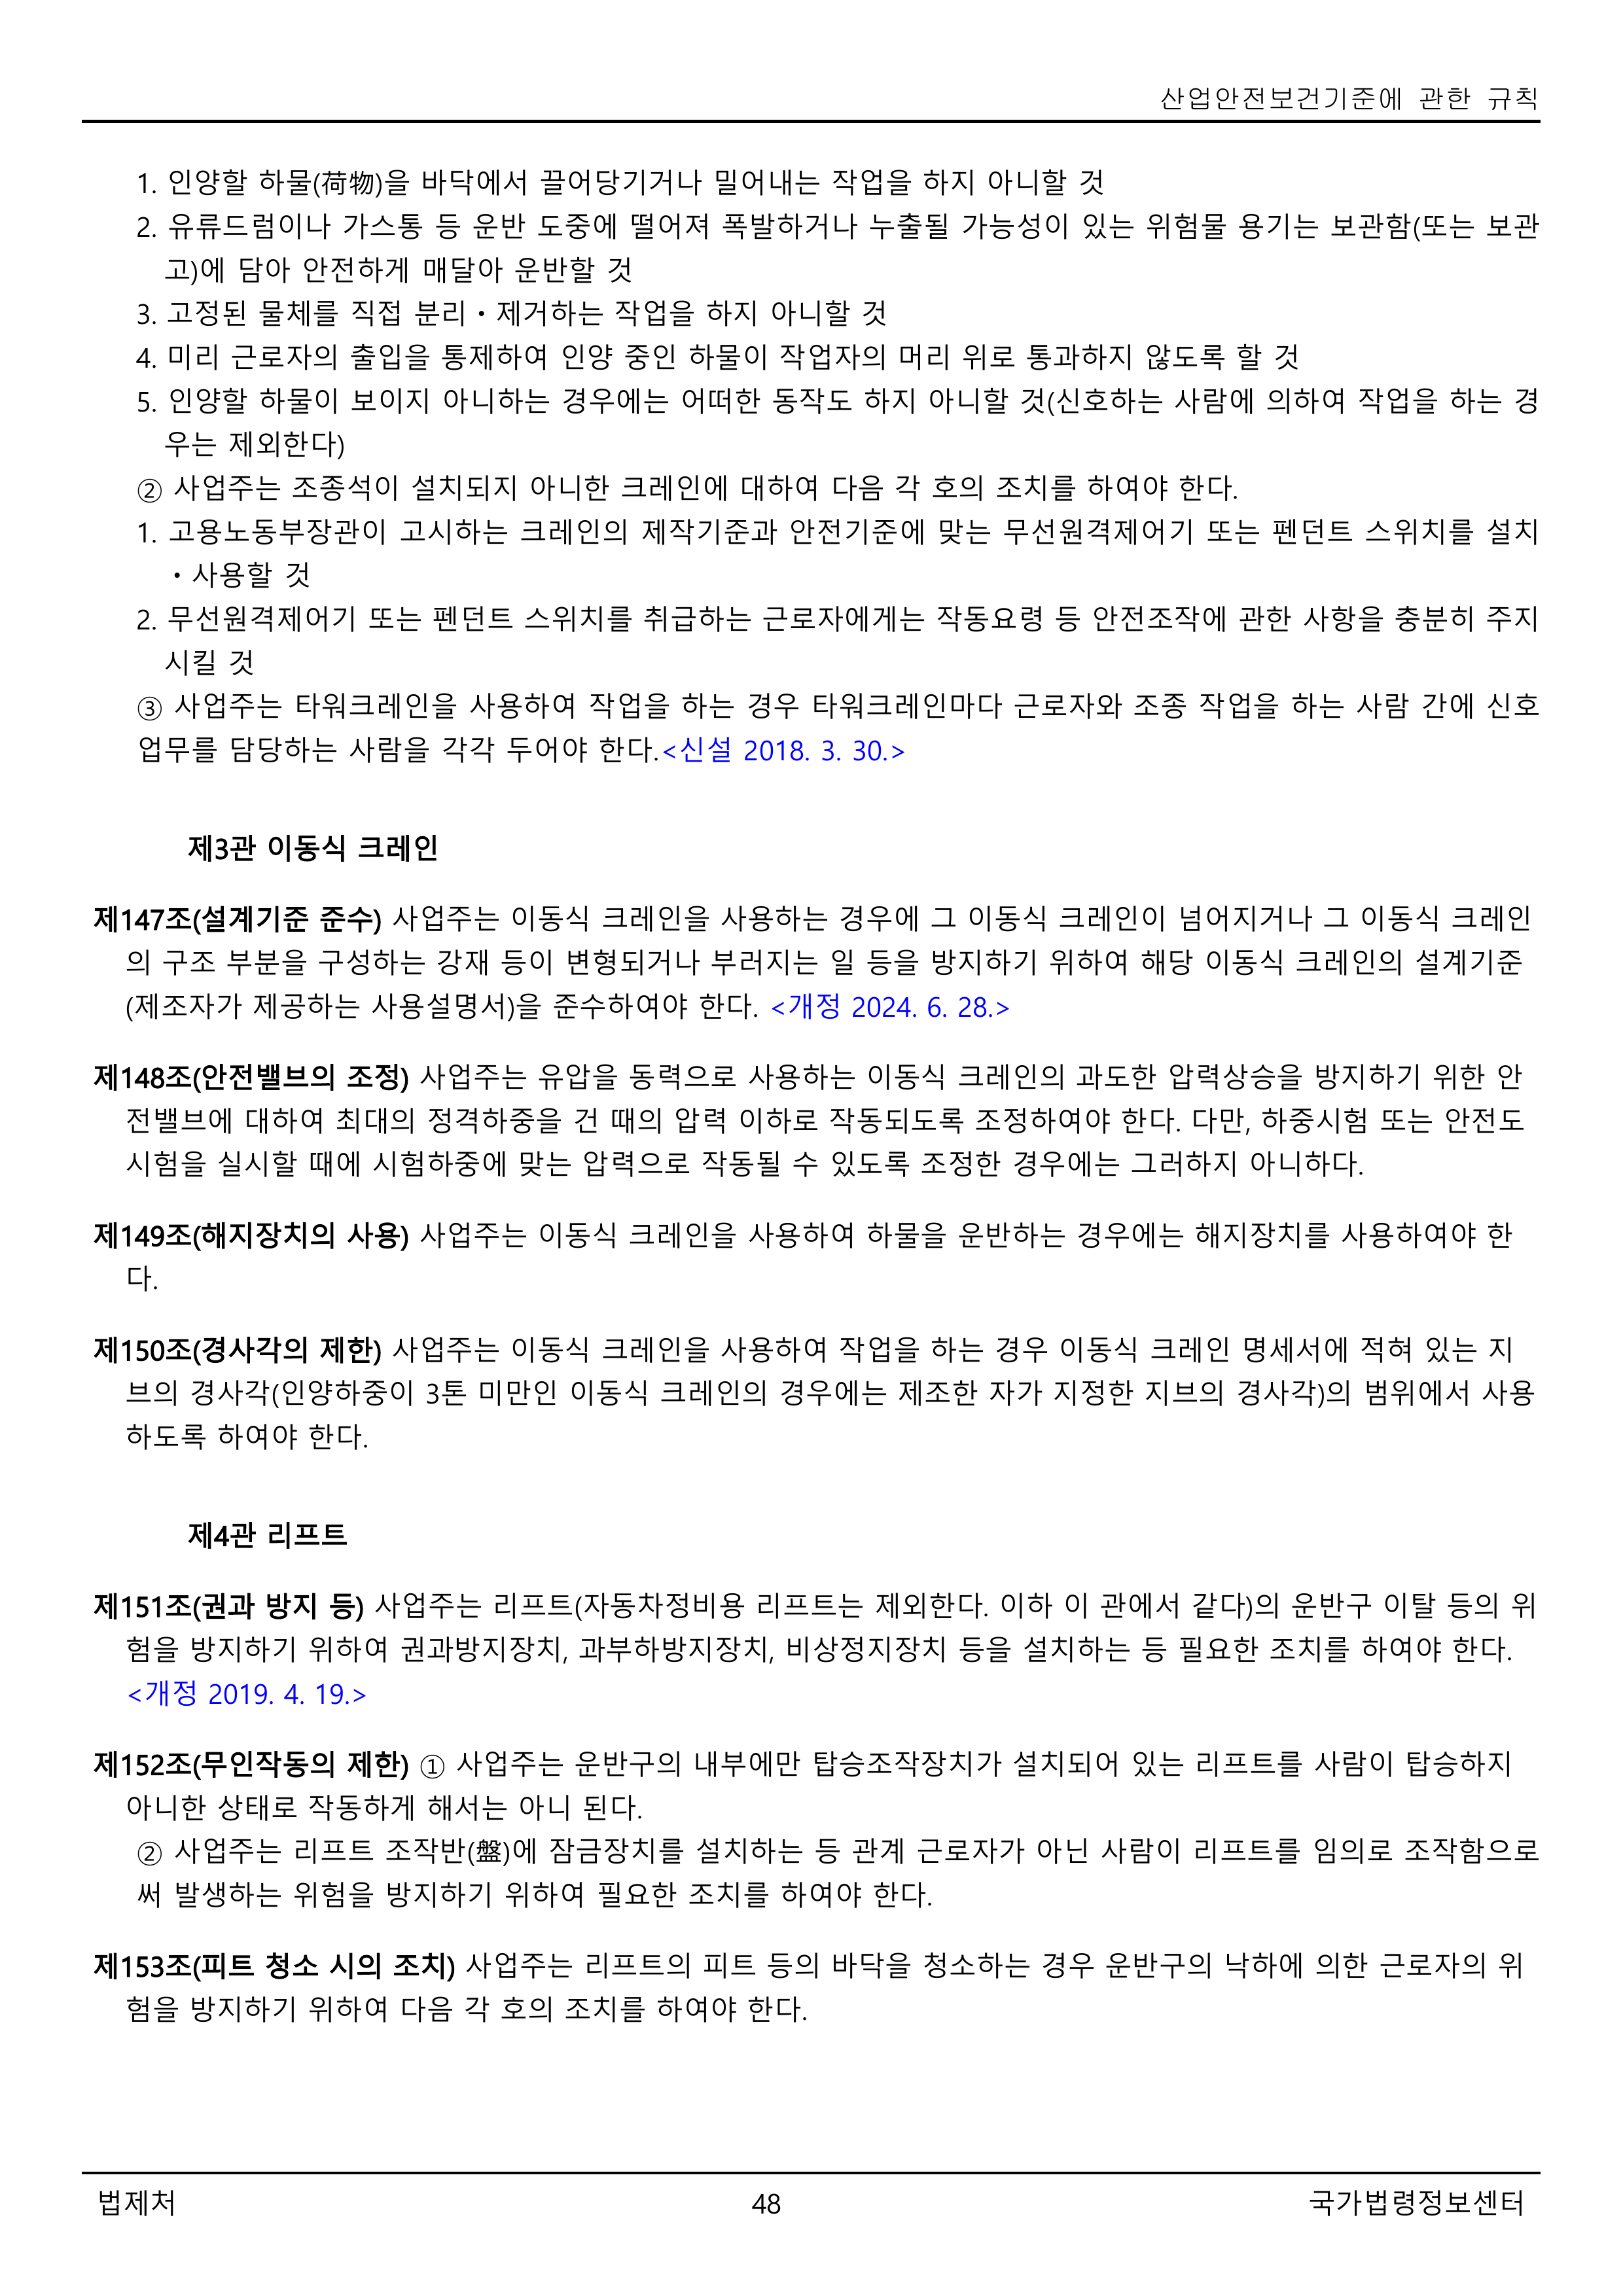 산업안전보건기준에 관한 규칙
1. 인양할 하물(荷物)을 바닥에서 끌어당기거나 밀어내는 작업을 하지 아니할 것
2. 유류드럼이나 가스통 등 운반 도중에 떨어져 폭발하거나 누출될 가능성이 있는 위험물 용기는 보관함(또는 보관
고)에 담아 안전하게 매달아 운반할 것
3. 고정된 물체를 직접 분리ㆍ제거하는 작업을 하지 아니할 것
4. 미리 근로자의 출입을 통제하여 인양 중인 하물이 작업자의 머리 위로 통과하지 않도록 할 것
5. 인양할 하물이 보이지 아니하는 경우에는 어떠한 동작도 하지 아니할 것(신호하는 사람에 의하여 작업을 하는 경
우는 제외한다)
② 사업주는 조종석이 설치되지 아니한 크레인에 대하여 다음 각 호의 조치를 하여야 한다.
1. 고용노동부장관이 고시하는 크레인의 제작기준과 안전기준에 맞는 무선원격제어기 또는 펜던트 스위치를 설치
ㆍ사용할 것
2. 무선원격제어기 또는 펜던트 스위치를 취급하는 근로자에게는 작동요령 등 안전조작에 관한 사항을 충분히 주지
시킬 것
③ 사업주는 타워크레인을 사용하여 작업을 하는 경우 타워크레인마다 근로자와 조종 작업을 하는 사람 간에 신호
업무를 담당하는 사람을 각각 두어야 한다.<신설 2018. 3. 30.>
제3관 이동식 크레인
제147조(설계기준 준수) 사업주는 이동식 크레인을 사용하는 경우에 그 이동식 크레인이 넘어지거나 그 이동식 크레인
의 구조 부분을 구성하는 강재 등이 변형되거나 부러지는 일 등을 방지하기 위하여 해당 이동식 크레인의 설계기준
(제조자가 제공하는 사용설명서)을 준수하여야 한다. <개정 2024. 6. 28.>
제148조(안전밸브의 조정) 사업주는 유압을 동력으로 사용하는 이동식 크레인의 과도한 압력상승을 방지하기 위한 안
전밸브에 대하여 최대의 정격하중을 건 때의 압력 이하로 작동되도록 조정하여야 한다. 다만, 하중시험 또는 안전도
시험을 실시할 때에 시험하중에 맞는 압력으로 작동될 수 있도록 조정한 경우에는 그러하지 아니하다.
제149조(해지장치의 사용) 사업주는 이동식 크레인을 사용하여 하물을 운반하는 경우에는 해지장치를 사용하여야 한
다.
제150조(경사각의 제한) 사업주는 이동식 크레인을 사용하여 작업을 하는 경우 이동식 크레인 명세서에 적혀 있는 지
브의 경사각(인양하중이 3톤 미만인 이동식 크레인의 경우에는 제조한 자가 지정한 지브의 경사각)의 범위에서 사용
하도록 하여야 한다.
제4관 리프트
제151조(권과 방지 등) 사업주는 리프트(자동차정비용 리프트는 제외한다. 이하 이 관에서 같다)의 운반구 이탈 등의 위
험을 방지하기 위하여 권과방지장치, 과부하방지장치, 비상정지장치 등을 설치하는 등 필요한 조치를 하여야 한다.
<개정 2019. 4. 19.>
제152조(무인작동의 제한) ① 사업주는 운반구의 내부에만 탑승조작장치가 설치되어 있는 리프트를 사람이 탑승하지
아니한 상태로 작동하게 해서는 아니 된다.
② 사업주는 리프트 조작반(盤)에 잠금장치를 설치하는 등 관계 근로자가 아닌 사람이 리프트를 임의로 조작함으로
써 발생하는 위험을 방지하기 위하여 필요한 조치를 하여야 한다.
제153조(피트 청소 시의 조치) 사업주는 리프트의 피트 등의 바닥을 청소하는 경우 운반구의 낙하에 의한 근로자의 위
험을 방지하기 위하여 다음 각 호의 조치를 하여야 한다.
법제처 48 국가법령정보센터